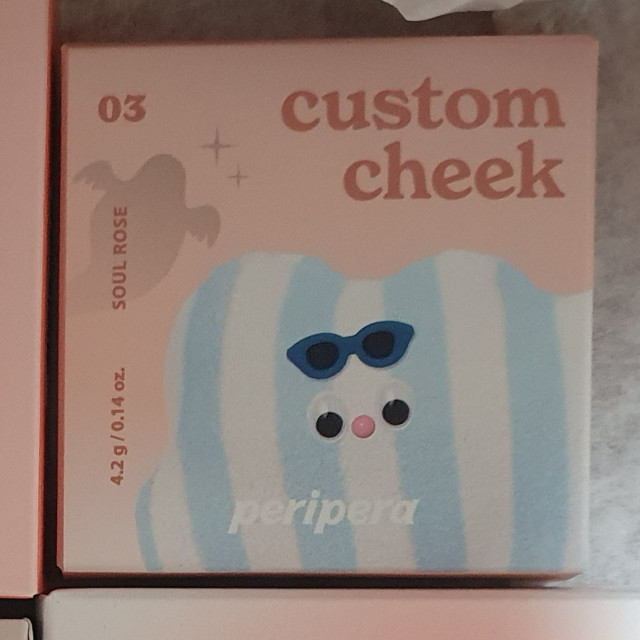 03
custom
cheek
SOUL ROSE
4.2 g / 0.14 oz.
peripera